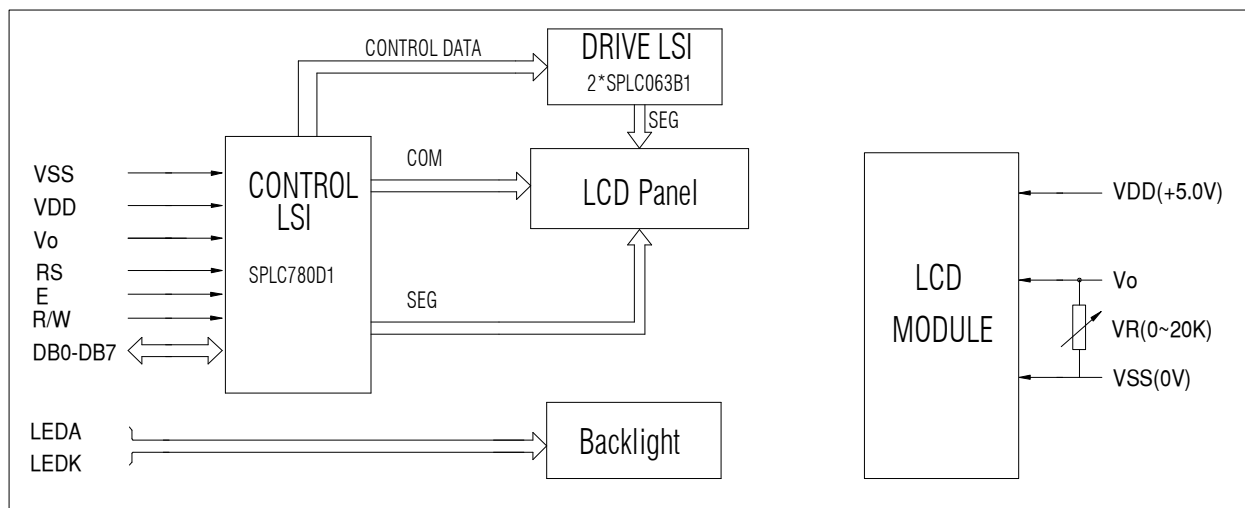 CONTROL DATA
DRIVE LSI
2*SPLC063B1
SEG
VSS
VDD
Vo
RS
E
R/W
DB0-DB7
CONTROL
LSI
SPLC780D1
COM
LCD Panel
SEG
LEDA
LEDK
Backlight
LCD
MODULE
VDD(+5.0V)
Vo
VR(0~20K)
VSS(0V)